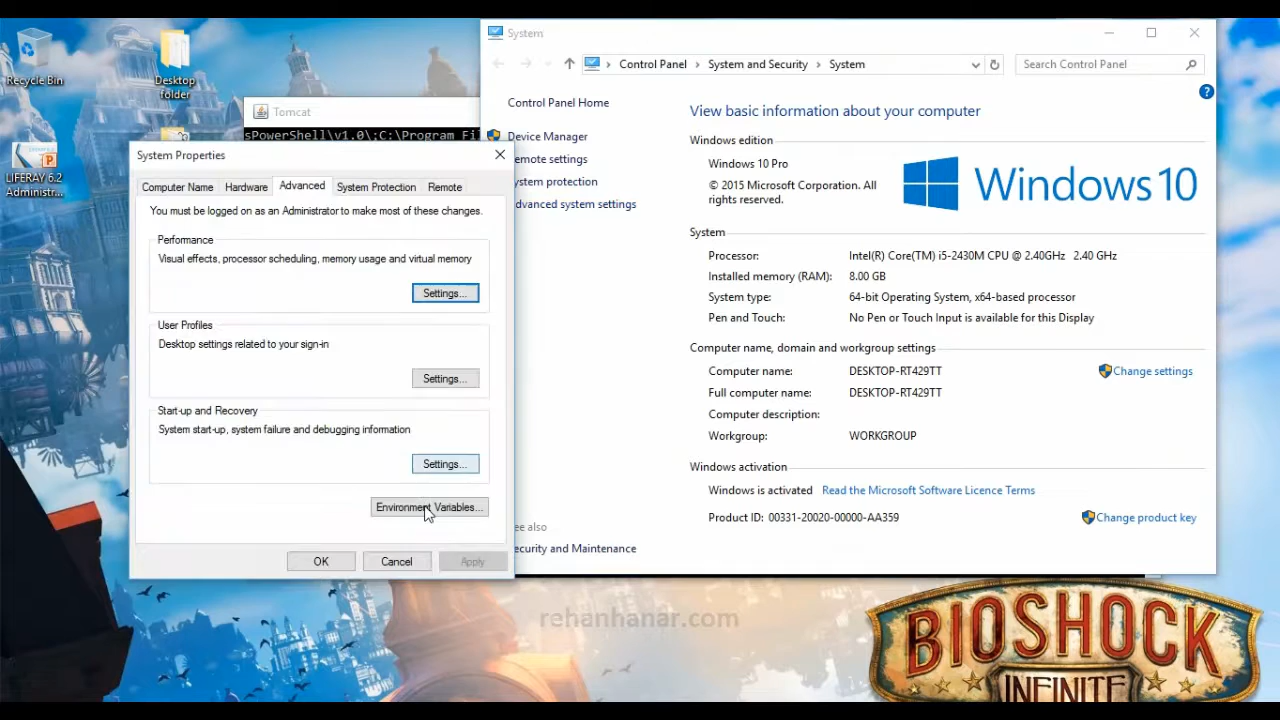 Recycle Bin
Desktop
folder
LIFERAY 6.2
Administr...
Tomcat
sPowerShell\v1.0\;C:\Program Fi
System Properties
Computer Name
Hardware
Advanced
System Protection
Remote
You must be logged on as an Administrator to make most of these changes.
Performance
Visual effects, processor scheduling, memory usage and virtual memory
Settings...
User Profiles
Desktop settings related to your sign-in
Settings...
Start-up and Recovery
System start-up, system failure and debugging information
Settings...
Environment Variables...
OK
Cancel
Apply
System
Control Panel
System and Security
System
Search Control Panel
Control Panel Home
Device Manager
emote settings
ystem protection
dvanced system settings
ee also
ecurity and Maintenance
View basic information about your computer
Windows edition
Windows 10 Pro
© 2015 Microsoft Corporation. All
rights reserved.
Windows 10
System
Processor: Intel(R) Core(TM) i5-2430M CPU @ 2.40GHz 2.40 GHz
Installed memory (RAM): 8.00 GB
System type: 64-bit Operating System, x64-based processor
Pen and Touch: No Pen or Touch Input is available for this Display
Computer name, domain and workgroup settings
Computer name: DESKTOP-RT429TT
Change settings
Full computer name: DESKTOP-RT429TT
Computer description:
Workgroup: WORKGROUP
Windows activation
Windows is activated Read the Microsoft Software Licence Terms
Product ID: 00331-20020-00000-AA359
Change product key
rehanhanar.com
BIOSHOCK
INFINITE